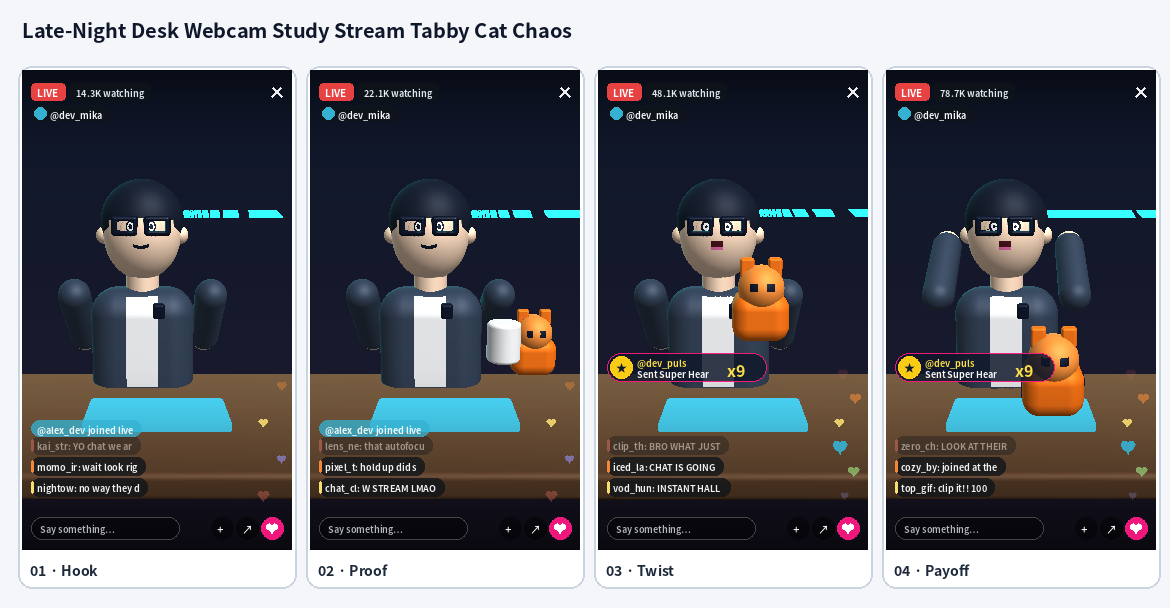 Late-Night Desk Webcam Study Stream Tabby Cat Chaos
LIVE 14.3K watching
@dev_mika
@alex_dev joined live
kai_str: YO chat we ar
momo_ir: wait look rig
nightow: no way they d
Say something...
01 · Hook
LIVE 22.1K watching
@dev_mika
@alex_dev joined live
lens_ne: that autofocu
pixel_t: hold up did s
chat_cl: W STREAM LMAO
Say something...
02 · Proof
LIVE 48.1K watching
@dev_mika
@dev_puls
Sent Super Hear x9
clip_th: BRO WHAT JUST
iced_la: CHAT IS GOING
vod_hun: INSTANT HALL
Say something...
03 · Twist
LIVE 78.7K watching
@dev_mika
@dev_puls
Sent Super Hear x9
zero_ch: LOOK AT THEIR
cozy_by: joined at the
top_gif: clip it!! 100
Say something...
04 · Payoff